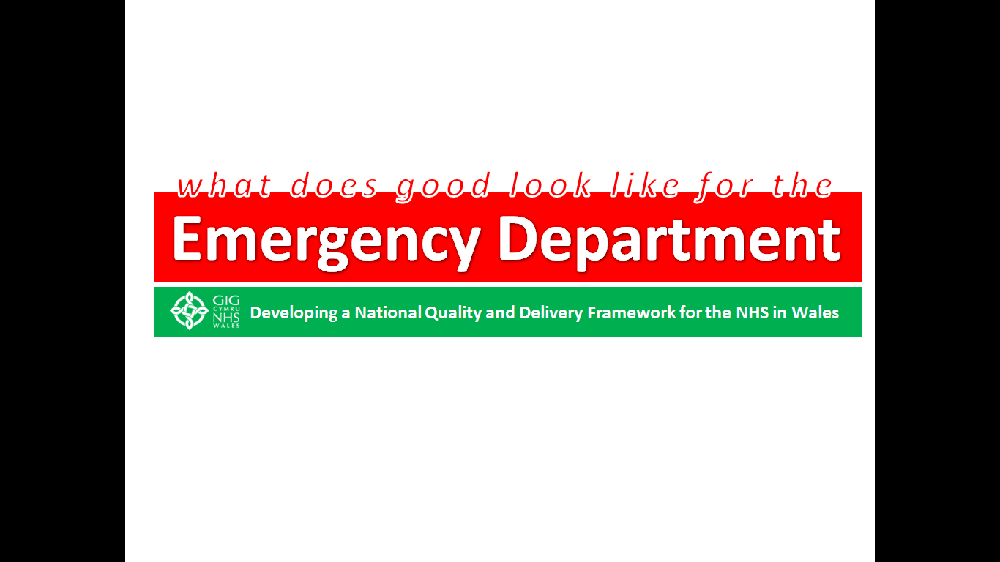 what does good look like for the
Emergency Department
GIG
CYMRU
NHS
WALES
Developing a National Quality and Delivery Framework for the NHS in Wales